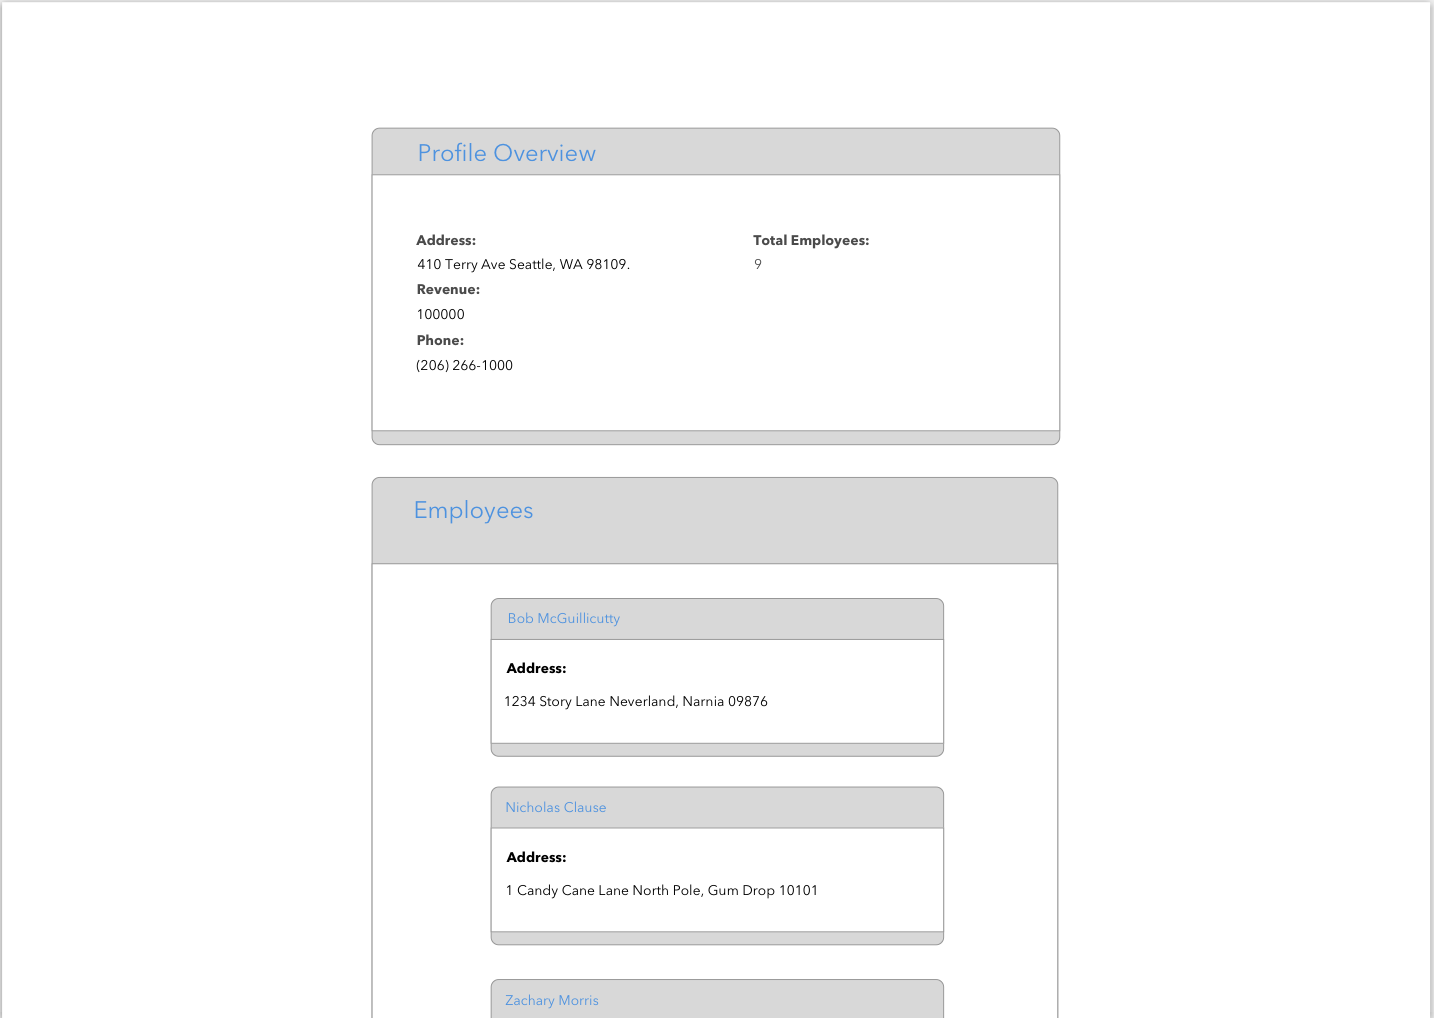 Profile Overview
Address:
410 Terry Ave Seattle, WA 98109.
Revenue:
100000
Phone:
(206) 266-1000
Total Employees:
9
Employees
Bob McGuillicutty
Address:
1234 Story Lane Neverland, Narnia 09876
Nicholas Clause
Address:
1 Candy Cane Lane North Pole, Gum Drop 10101
Zachary Morris